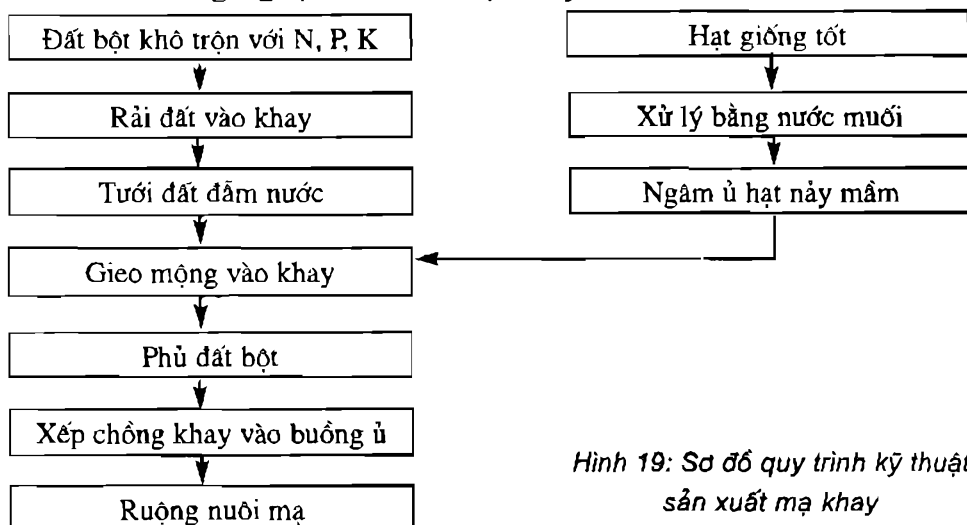 Đất bột khô trộn với N, P, K
Rải đất vào khay
Tưới đất đẫm nước
Gieo mộng vào khay
Phủ đất bột
Xếp chồng khay vào buồng ủ
Ruộng nuôi mạ
Hạt giống tốt
Xử lý bằng nước muối
Ngâm ủ hạt nảy mầm
Hình 19: Sơ đồ quy trình kỹ thuật
sản xuất mạ khay